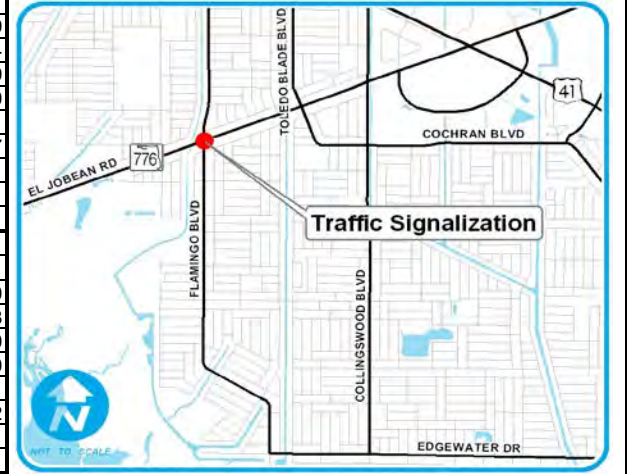 TOLEDO BLADE BLVD
41
COCHRAN BLVD
776
EL JOBEAN RD
Traffic Signalization
FLAMINGO BLVD
COLLINGSWOOD BLVD
N
NOT TO SCALE
EDGEWATER DR